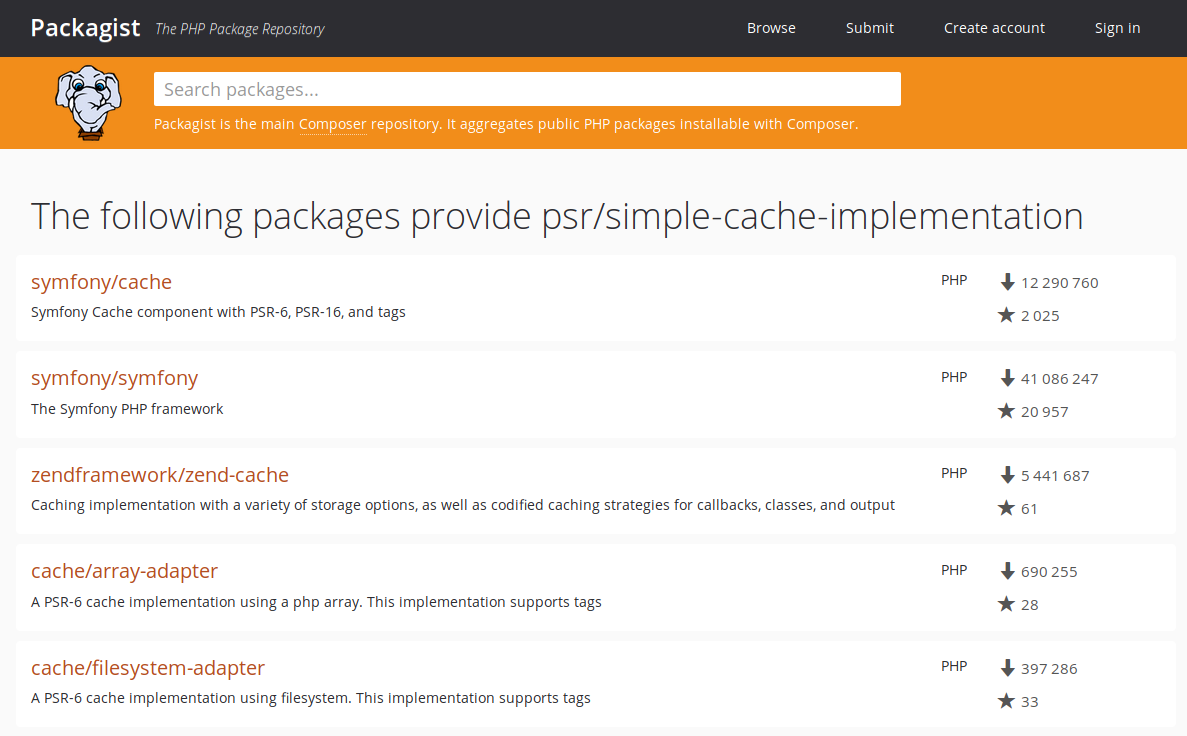 Packagist The PHP Package Repository Browse Submit Create account Sign in
Search packages...
Packagist is the main Composer repository. It aggregates public PHP packages installable with Composer.
The following packages provide psr/simple-cache-implementation
symfony/cache PHP 12 290 760
Symfony Cache component with PSR-6, PSR-16, and tags 2 025
symfony/symfony PHP 41 086 247
The Symfony PHP framework 20 957
zendframework/zend-cache PHP 5 441 687
Caching implementation with a variety of storage options, as well as codified caching strategies for callbacks, classes, and output 61
cache/array-adapter PHP 690 255
A PSR-6 cache implementation using a php array. This implementation supports tags 28
cache/filesystem-adapter PHP 397 286
A PSR-6 cache implementation using filesystem. This implementation supports tags 33